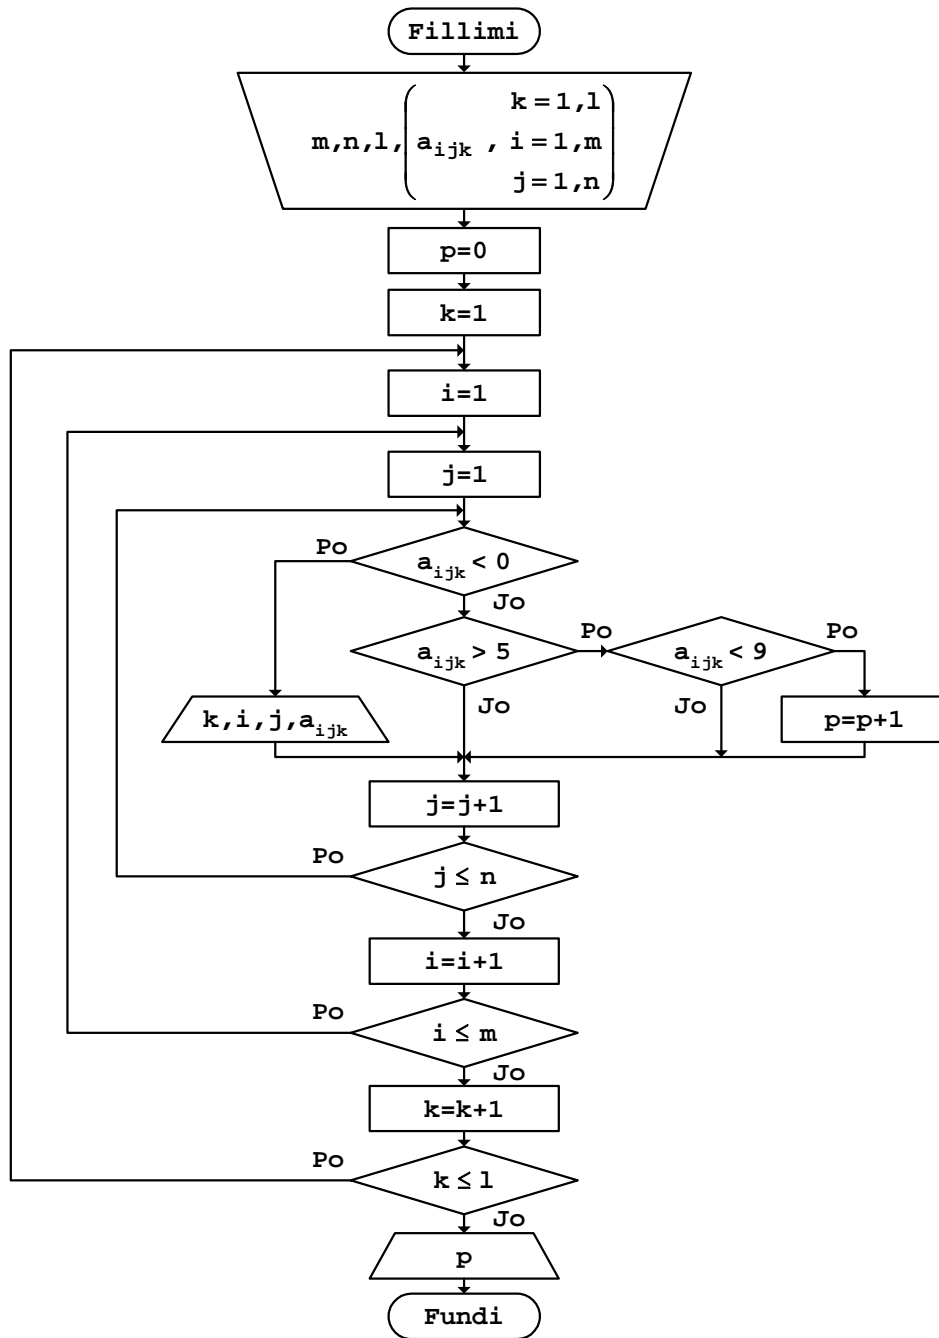 Fillimi
k = 1,l
m,n,l, a_ijk , i = 1,m
j = 1,n
p=0
k=1
i=1
j=1
Po
a_ijk < 0
Jo
a_ijk > 5
Po
a_ijk < 9
Po
k,i,j,a_ijk
Jo
Jo
p=p+1
j=j+1
Po
j ≤ n
Jo
i=i+1
Po
i ≤ m
Jo
k=k+1
Po
k ≤ l
Jo
p
Fundi